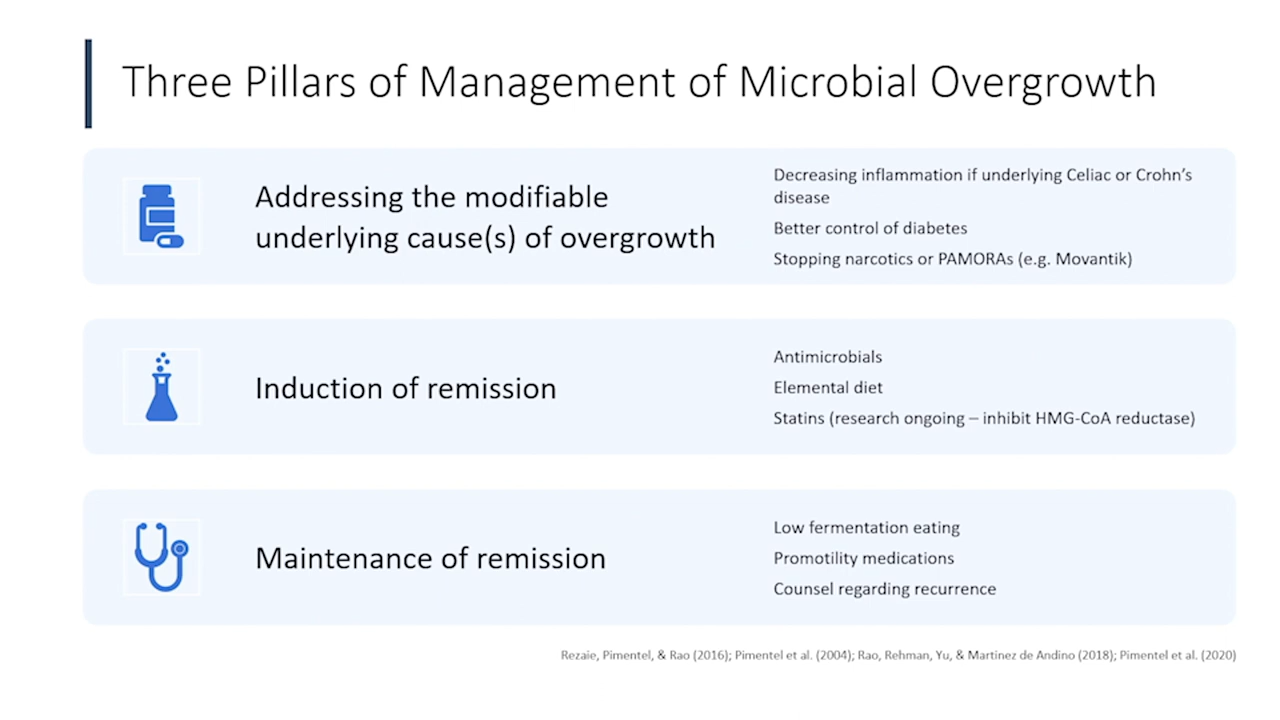 Three Pillars of Management of Microbial Overgrowth
Addressing the modifiable
underlying cause(s) of overgrowth
Decreasing inflammation if underlying Celiac or Crohn’s
disease
Better control of diabetes
Stopping narcotics or PAMORAs (e.g. Movantik)
Induction of remission
Antimicrobials
Elemental diet
Statins (research ongoing – inhibit HMG-CoA reductase)
Maintenance of remission
Low fermentation eating
Promotility medications
Counsel regarding recurrence
Rezaie, Pimentel, & Rao (2016); Pimentel et al. (2004); Rao, Rehman, Yu, & Martinez de Andino (2018); Pimentel et al. (2020)